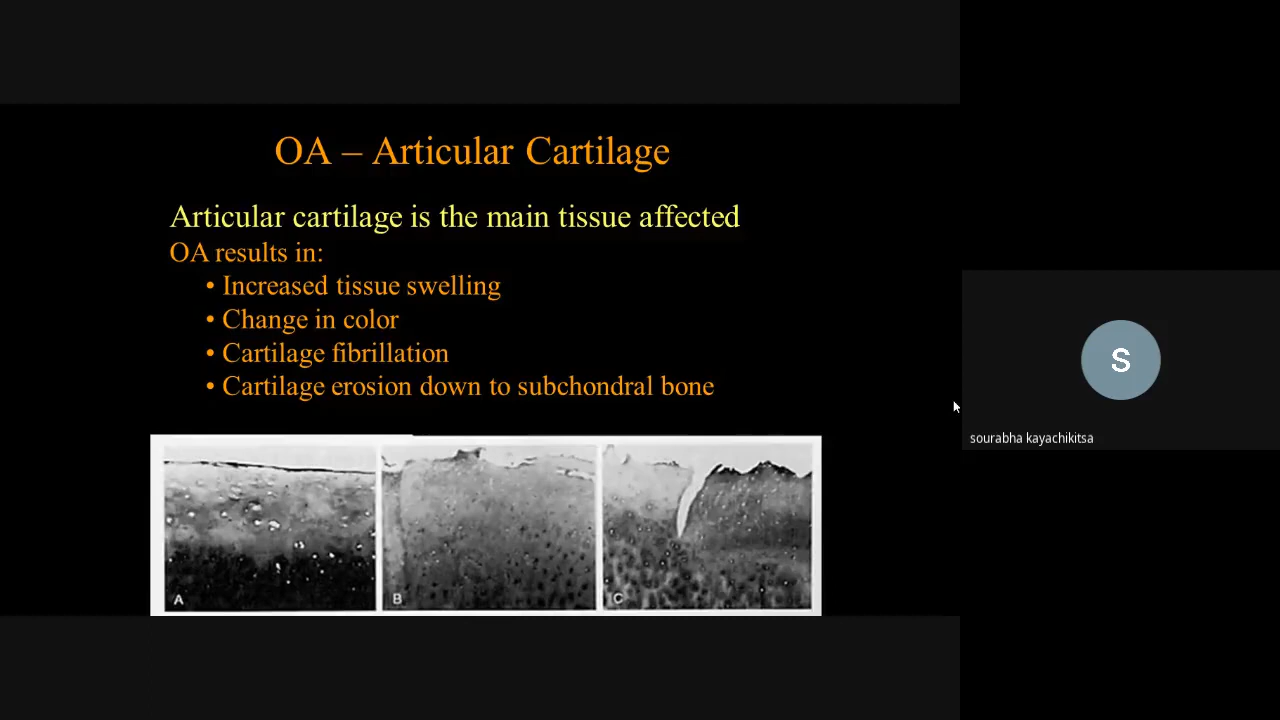 OA – Articular Cartilage
Articular cartilage is the main tissue affected
OA results in:
• Increased tissue swelling
• Change in color
• Cartilage fibrillation
• Cartilage erosion down to subchondral bone
A B C
S
sourabha kayachikitsa